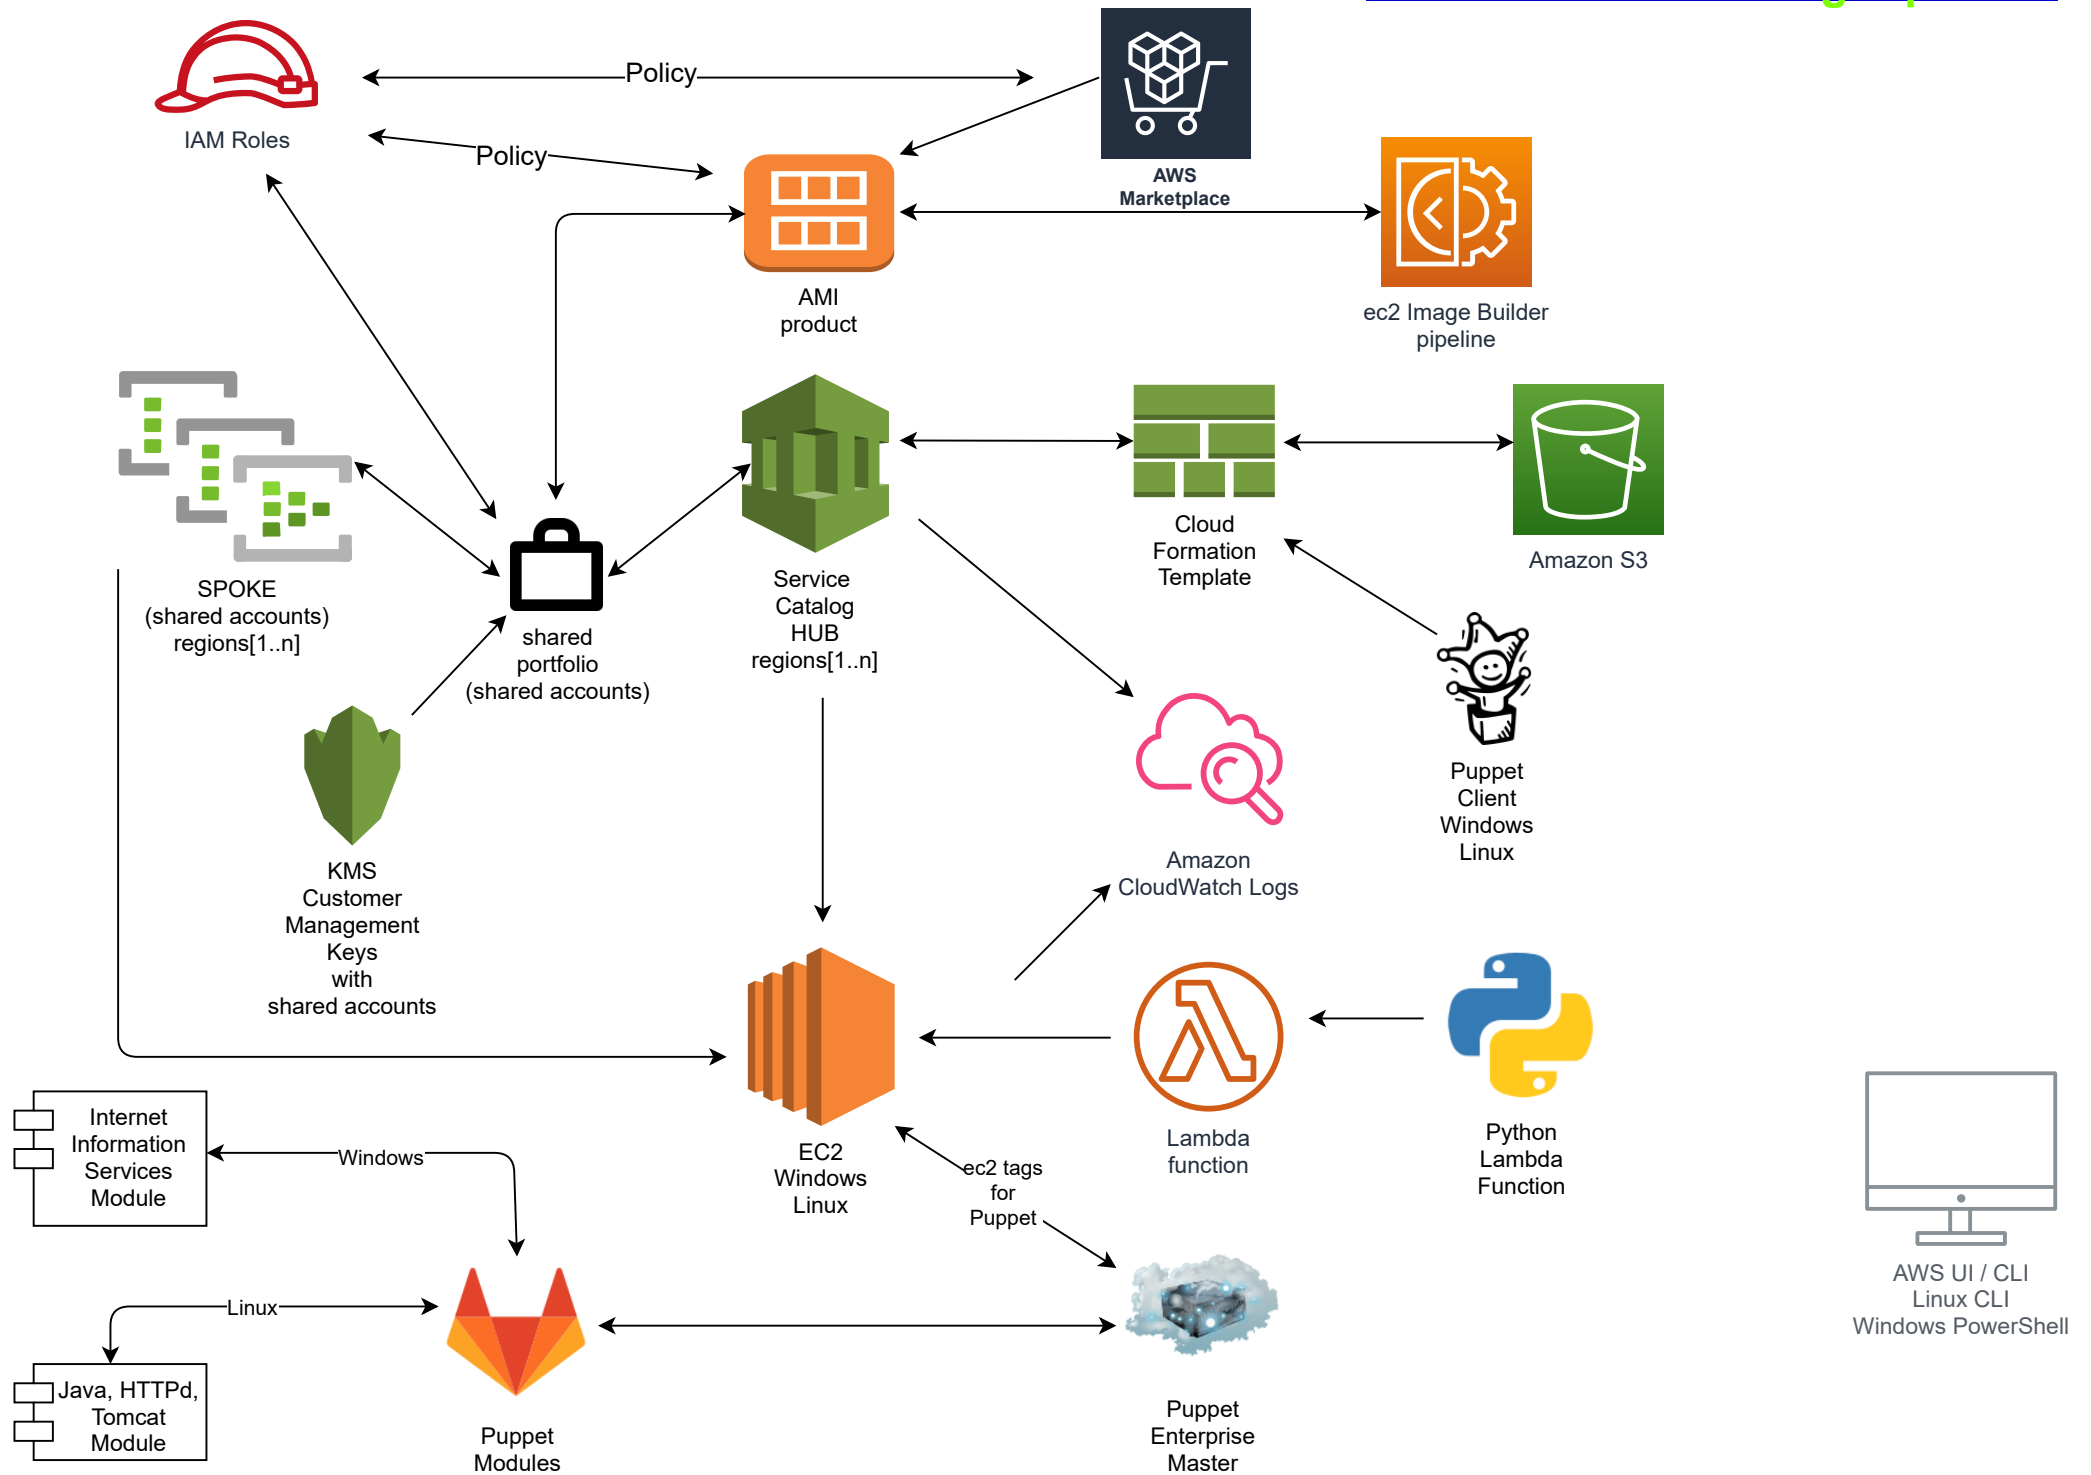 Policy
IAM Roles
Policy
AWS
Marketplace
AMI
product
ec2 Image Builder
pipeline
SPOKE
(shared accounts)
regions[1..n]
shared
portfolio
(shared accounts)
Service
Catalog
HUB
regions[1..n]
Cloud
Formation
Template
Amazon S3
Puppet
Client
Windows
Linux
KMS
Customer
Management
Keys
with
shared accounts
Amazon
CloudWatch Logs
EC2
Windows
Linux
Lambda
function
Python
Lambda
Function
Internet
Information
Services
Module
Windows
ec2 tags
for
Puppet
Linux
Java, HTTPd,
Tomcat
Module
Puppet
Modules
Puppet
Enterprise
Master
AWS UI / CLI
Linux CLI
Windows PowerShell